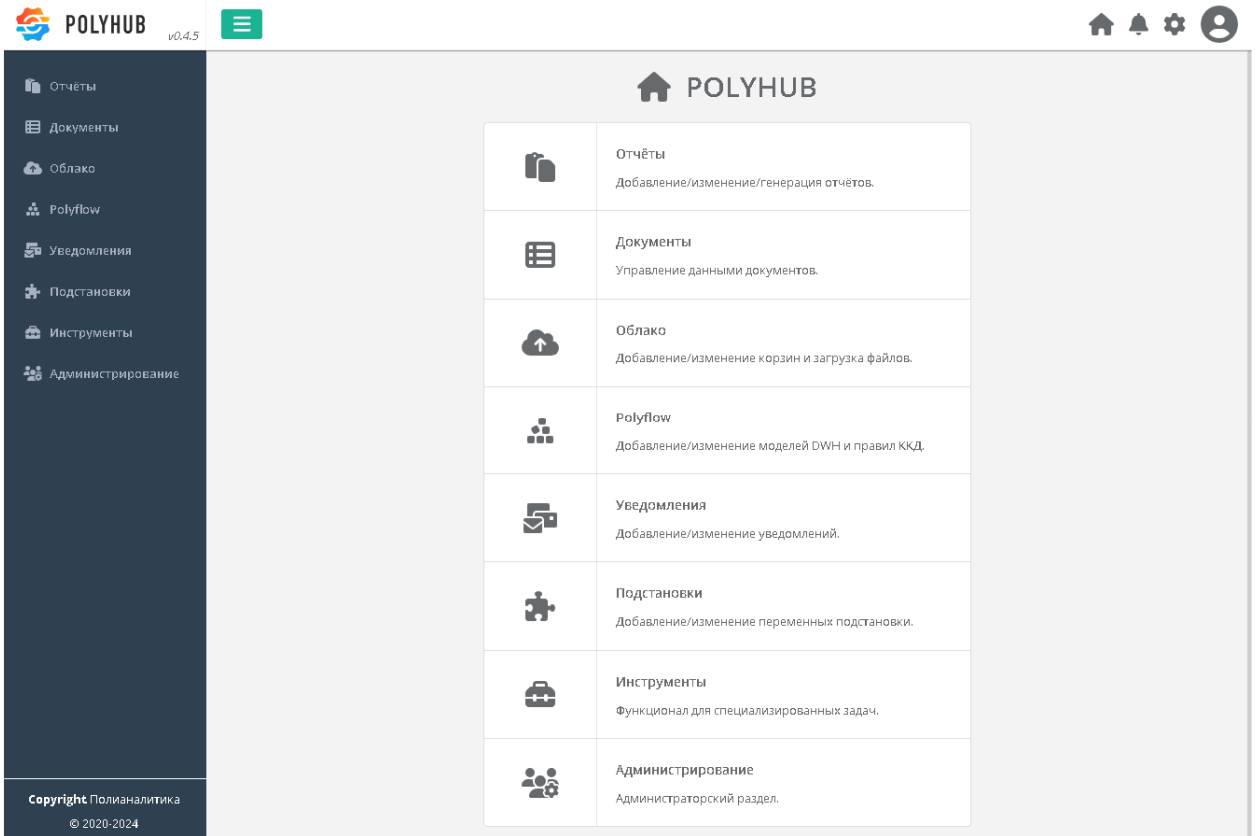 POLYHUB
v0.4.5
Отчёты
Документы
Облако
Polyflow
Уведомления
Подстановки
Инструменты
Администрирование
Copyright Полианалитика
© 2020-2024
POLYHUB
Отчёты
Добавление/изменение/генерация отчётов.
Документы
Управление данными документов.
Облако
Добавление/изменение корзин и загрузка файлов.
Polyflow
Добавление/изменение моделей DWH и правил ККД.
Уведомления
Добавление/изменение уведомлений.
Подстановки
Добавление/изменение переменных подстановки.
Инструменты
Функционал для специализированных задач.
Администрирование
Администраторский раздел.